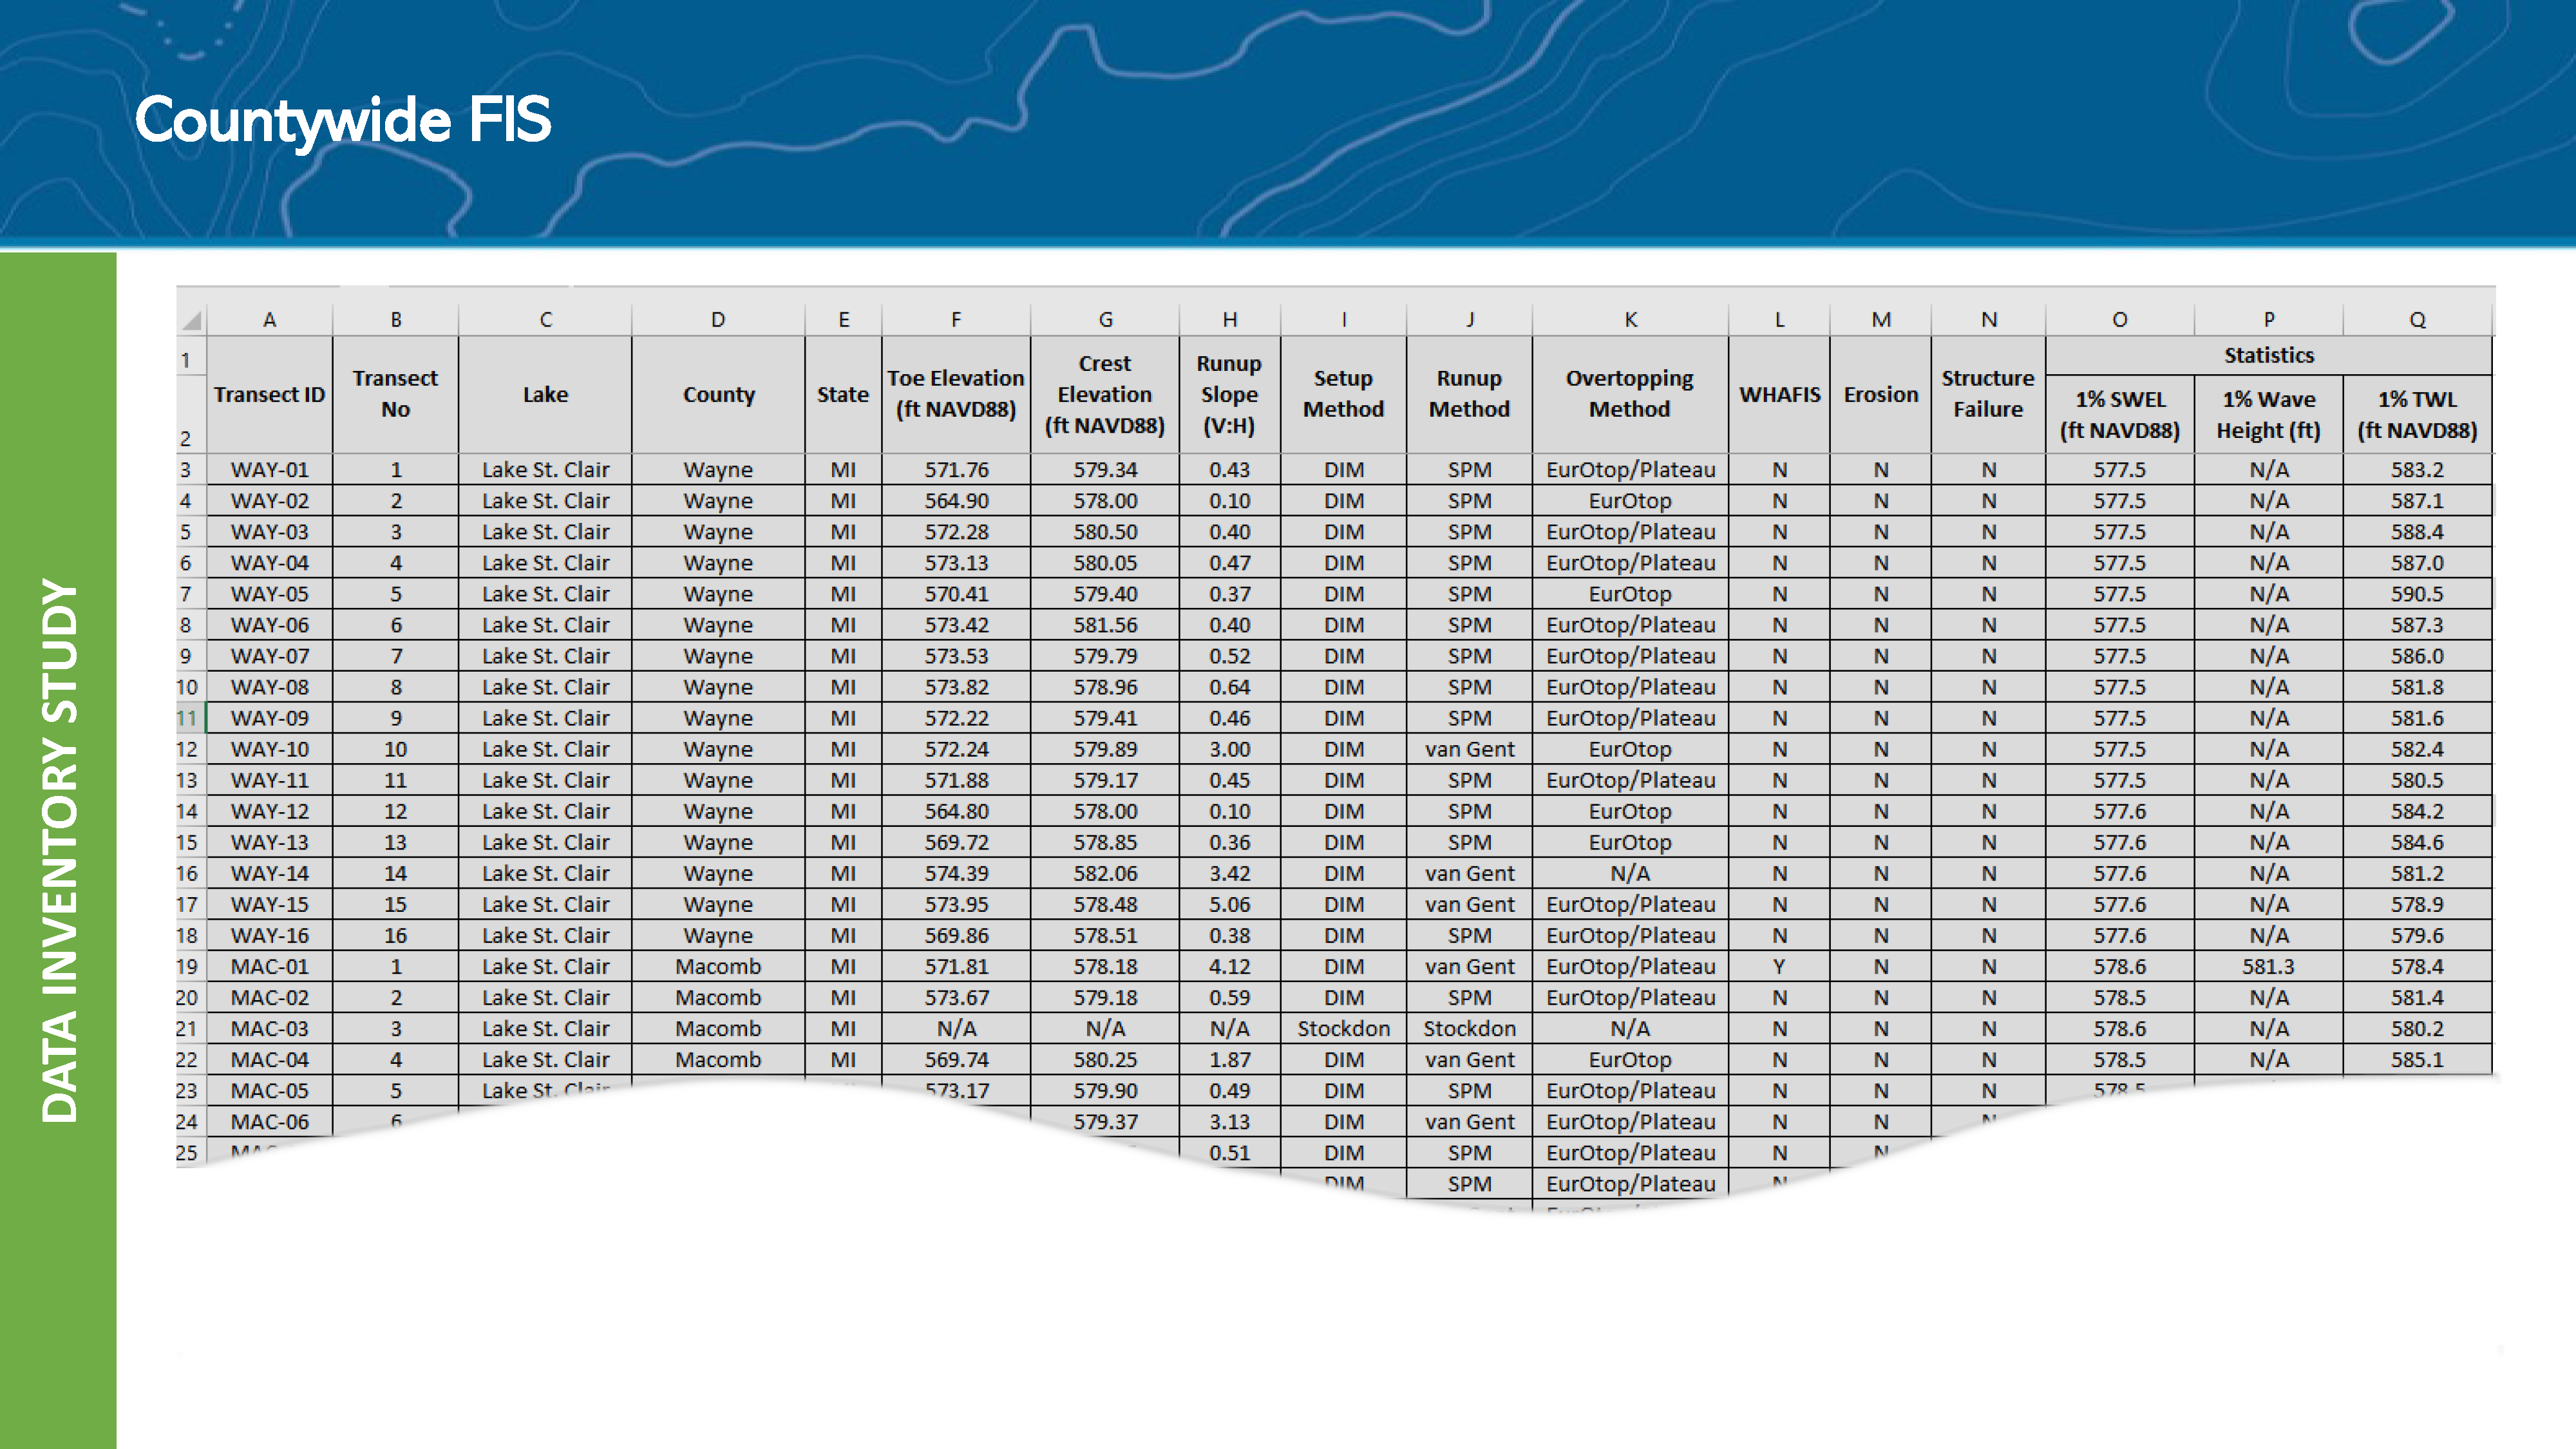 Countywide FIS
DATA INVENTORY STUDY
A B C D E F G H I J K L M N O P Q
1 Transect ID Transect No Lake County State Toe Elevation (ft NAVD88) Crest Elevation (ft NAVD88) Runup Slope (V:H) Setup Method Runup Method Overtopping Method WHAFIS Erosion Structure Failure Statistics
2 1% SWEL (ft NAVD88) 1% Wave Height (ft) 1% TWL (ft NAVD88)
3 WAY-01 1 Lake St. Clair Wayne MI 571.76 579.34 0.43 DIM SPM EurOtop/Plateau N N N 577.5 N/A 583.2
4 WAY-02 2 Lake St. Clair Wayne MI 564.90 578.00 0.10 DIM SPM EurOtop N N N 577.5 N/A 587.1
5 WAY-03 3 Lake St. Clair Wayne MI 572.28 580.50 0.40 DIM SPM EurOtop/Plateau N N N 577.5 N/A 588.4
6 WAY-04 4 Lake St. Clair Wayne MI 573.13 580.05 0.47 DIM SPM EurOtop/Plateau N N N 577.5 N/A 587.0
7 WAY-05 5 Lake St. Clair Wayne MI 570.41 579.40 0.37 DIM SPM EurOtop N N N 577.5 N/A 590.5
8 WAY-06 6 Lake St. Clair Wayne MI 573.42 581.56 0.40 DIM SPM EurOtop/Plateau N N N 577.5 N/A 587.3
9 WAY-07 7 Lake St. Clair Wayne MI 573.53 579.79 0.52 DIM SPM EurOtop/Plateau N N N 577.5 N/A 586.0
10 WAY-08 8 Lake St. Clair Wayne MI 573.82 578.96 0.64 DIM SPM EurOtop/Plateau N N N 577.5 N/A 581.8
11 WAY-09 9 Lake St. Clair Wayne MI 572.22 579.41 0.46 DIM SPM EurOtop/Plateau N N N 577.5 N/A 581.6
12 WAY-10 10 Lake St. Clair Wayne MI 572.24 579.89 3.00 DIM van Gent EurOtop N N N 577.5 N/A 582.4
13 WAY-11 11 Lake St. Clair Wayne MI 571.88 579.17 0.45 DIM SPM EurOtop/Plateau N N N 577.5 N/A 580.5
14 WAY-12 12 Lake St. Clair Wayne MI 564.80 578.00 0.10 DIM SPM EurOtop N N N 577.6 N/A 584.2
15 WAY-13 13 Lake St. Clair Wayne MI 569.72 578.85 0.36 DIM SPM EurOtop N N N 577.6 N/A 584.6
16 WAY-14 14 Lake St. Clair Wayne MI 574.39 582.06 3.42 DIM van Gent N/A N N N 577.6 N/A 581.2
17 WAY-15 15 Lake St. Clair Wayne MI 573.95 578.48 5.06 DIM van Gent EurOtop/Plateau N N N 577.6 N/A 578.9
18 WAY-16 16 Lake St. Clair Wayne MI 569.86 578.51 0.38 DIM SPM EurOtop/Plateau N N N 577.6 N/A 579.6
19 MAC-01 1 Lake St. Clair Macomb MI 571.81 578.18 4.12 DIM van Gent EurOtop/Plateau Y N N 578.6 581.3 578.4
20 MAC-02 2 Lake St. Clair Macomb MI 573.67 579.18 0.59 DIM SPM EurOtop/Plateau N N N 578.5 N/A 581.4
21 MAC-03 3 Lake St. Clair Macomb MI N/A N/A N/A Stockdon Stockdon N/A N N N 578.6 N/A 580.2
22 MAC-04 4 Lake St. Clair Macomb MI 569.74 580.25 1.87 DIM van Gent EurOtop N N N 578.5 N/A 585.1
23 MAC-05 5 Lake St. Clair 573.17 579.90 0.49 DIM SPM EurOtop/Plateau N N N 578.5
24 MAC-06 6 579.37 3.13 DIM van Gent EurOtop/Plateau N N N
25 0.51 DIM SPM EurOtop/Plateau N N
DIM SPM EurOtop/Plateau N